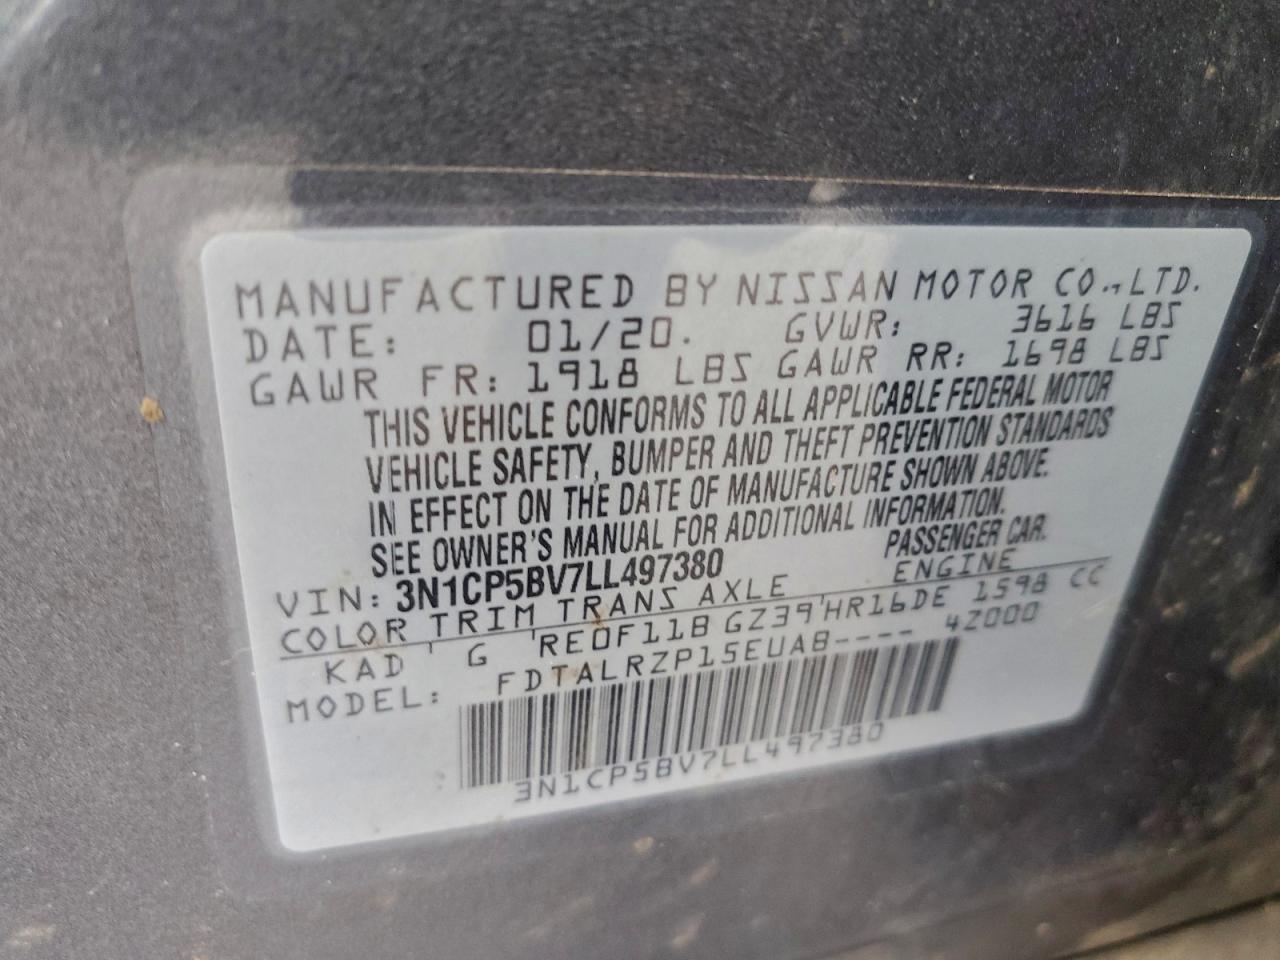 MANUFACTURED BY NISSAN MOTOR CO.,LTD.
DATE: 01/20. GVWR: 3616 LBS
GAWR FR: 1918 LBS GAWR RR: 1698 LBS
THIS VEHICLE CONFORMS TO ALL APPLICABLE FEDERAL MOTOR
VEHICLE SAFETY, BUMPER AND THEFT PREVENTION STANDARDS
IN EFFECT ON THE DATE OF MANUFACTURE SHOWN ABOVE.
SEE OWNER'S MANUAL FOR ADDITIONAL INFORMATION.
VIN: 3N1CP5BV7LL497380 PASSENGER CAR.
COLOR TRIM TRANS AXLE ENGINE
KAD G RE0F11B GZ39 HR16DE 1598 CC
MODEL: FDTALRZP15EUA8---- 4Z000
3N1CP5BV7LL497380